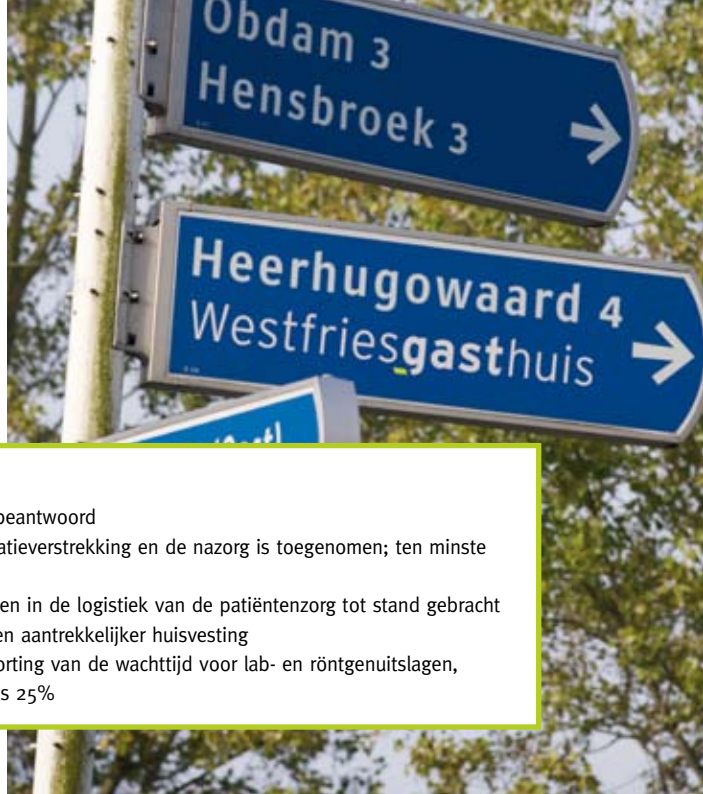 Obdam 3
Hensbroek 3
Heerhugowaard 4
Westfriesgasthuis
beantwoord
atieverstrekking en de nazorg is toegenomen; ten minste
en in de logistiek van de patiëntenzorg tot stand gebracht
en aantrekkelijker huisvesting
orting van de wachttijd voor lab- en röntgenuitslagen,
s 25%